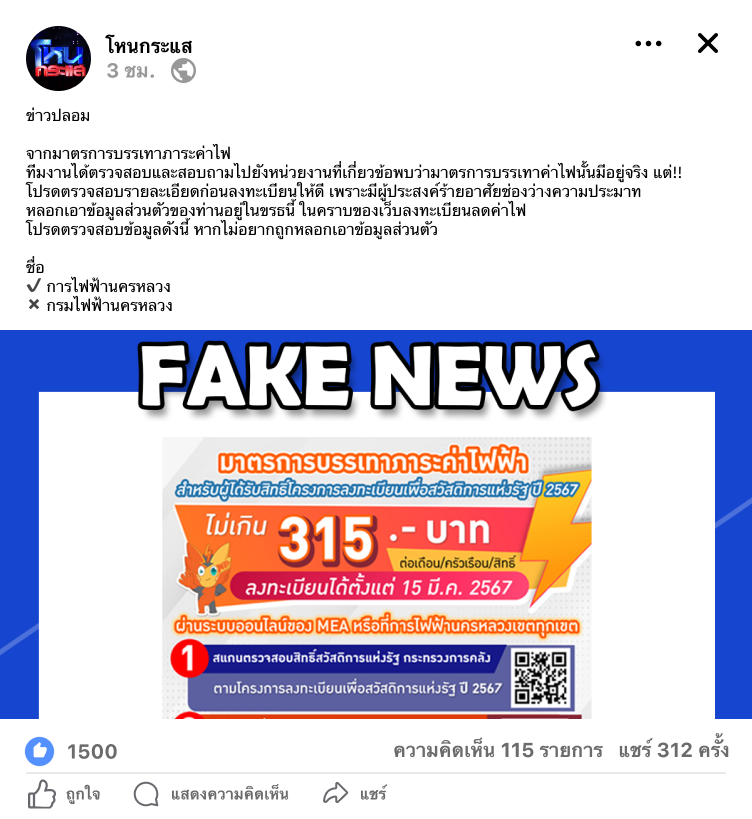 โหนกระแส
โหนกระแส
3 ชม.
ข่าวปลอม
จากมาตรการบรรเทาภาระค่าไฟ
ทีมงานได้ตรวจสอบและสอบถามไปยังหน่วยงานที่เกี่ยวข้อพบว่ามาตรการบรรเทาค่าไฟนั้นมีอยู่จริง แต่!!
โปรดตรวจสอบรายละเอียดก่อนลงทะเบียนให้ดี เพราะมีผู้ประสงค์ร้ายอาศัยช่องว่างความประมาท
หลอกเอาข้อมูลส่วนตัวของท่านอยู่ในขรธนี้ ในคราบของเว็บลงทะเบียนลดค่าไฟ
โปรดตรวจสอบข้อมูลดังนี้ หากไม่อยากถูกหลอกเอาข้อมูลส่วนตัว
ชื่อ
✔ การไฟฟ้านครหลวง
✖ กรมไฟฟ้านครหลวง
FAKE NEWS
มาตรการบรรเทาภาระค่าไฟฟ้า
สำหรับผู้ได้รับสิทธิ์โครงการลงทะเบียนเพื่อสวัสดิการแห่งรัฐ ปี 2567
ไม่เกิน 315.- บาท
ต่อเดือน/ครัวเรือน/สิทธิ์
ลงทะเบียนได้ตั้งแต่ 15 มี.ค. 2567
ผ่านระบบออนไลน์ของ MEA หรือที่การไฟฟ้านครหลวงเขตทุกเขต
1 สแกนตรวจสอบสิทธิ์สวัสดิการแห่งรัฐ กระทรวงการคลัง
ตามโครงการลงทะเบียนเพื่อสวัสดิการแห่งรัฐ ปี 2567
1500 ความคิดเห็น 115 รายการ แชร์ 312 ครั้ง
ถูกใจ แสดงความคิดเห็น แชร์